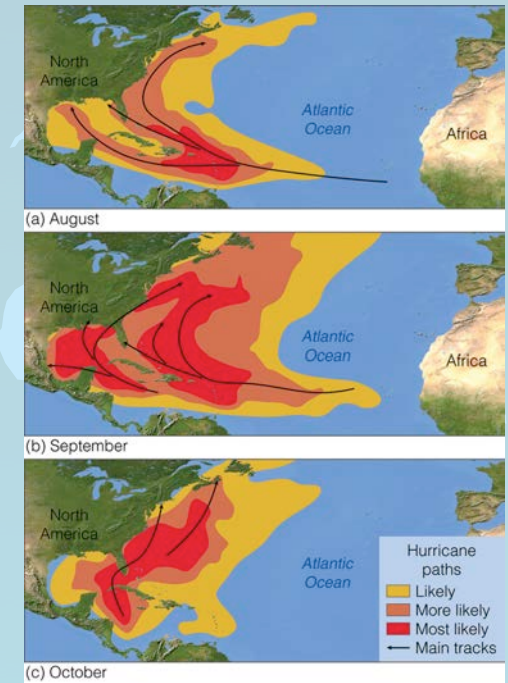 North
America
Atlantic
Ocean
Africa
(a) August
North
America
Atlantic
Ocean
Africa
(b) September
North
America
Atlantic
Ocean
Hurricane
paths
Likely
More likely
Most likely
Main tracks
(c) October